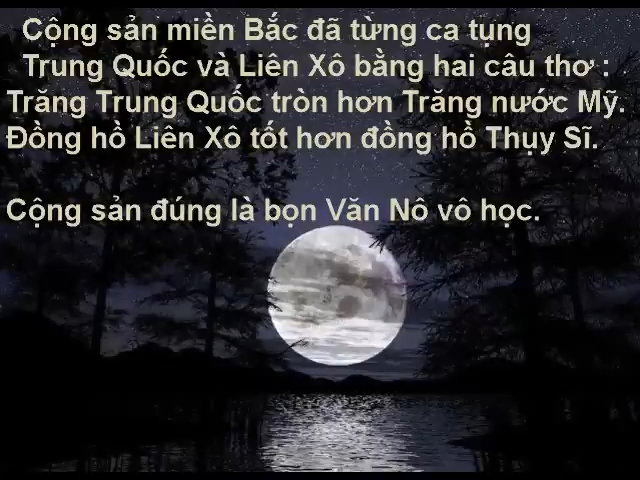 Cộng sản miền Bắc đã từng ca tụng
Trung Quốc và Liên Xô bằng hai câu thơ :
Trăng Trung Quốc tròn hơn Trăng nước Mỹ.
Đồng hồ Liên Xô tốt hơn đồng hồ Thụy Sĩ.
Cộng sản đúng là bọn Văn Nô vô học.